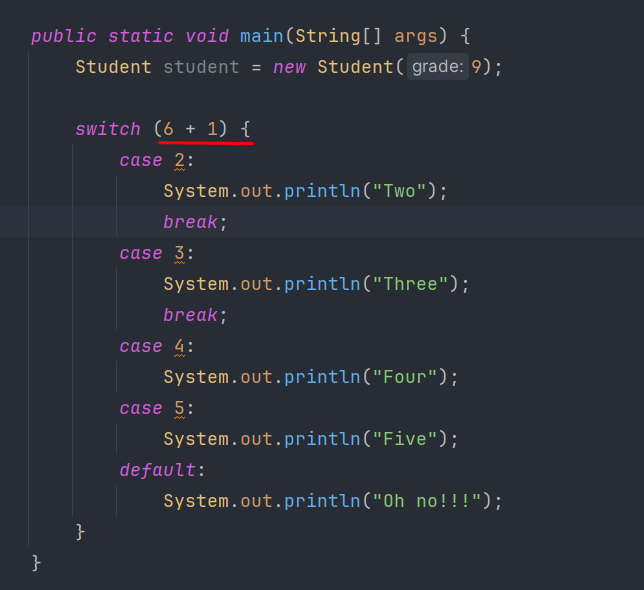 public static void main(String[] args) {
Student student = new Student( grade: 9);
switch (6 + 1) {
case 2:
System.out.println("Two");
break;
case 3:
System.out.println("Three");
break;
case 4:
System.out.println("Four");
case 5:
System.out.println("Five");
default:
System.out.println("Oh no!!!");
}
}